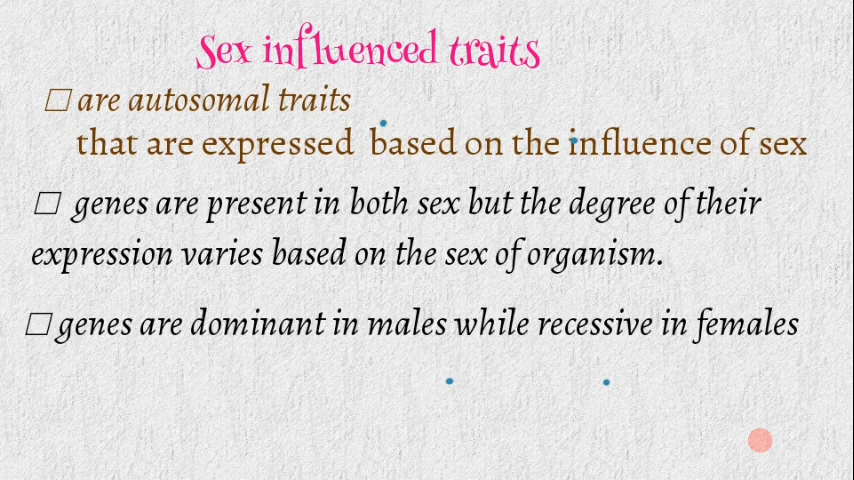 Sex influenced traits
□ are autosomal traits
that are expressed based on the influence of sex
□ genes are present in both sex but the degree of their
expression varies based on the sex of organism.
□ genes are dominant in males while recessive in females